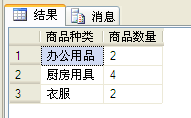 结果 消息
商品种类 商品数量
1 办公用品 2
2 厨房用具 4
3 衣服 2